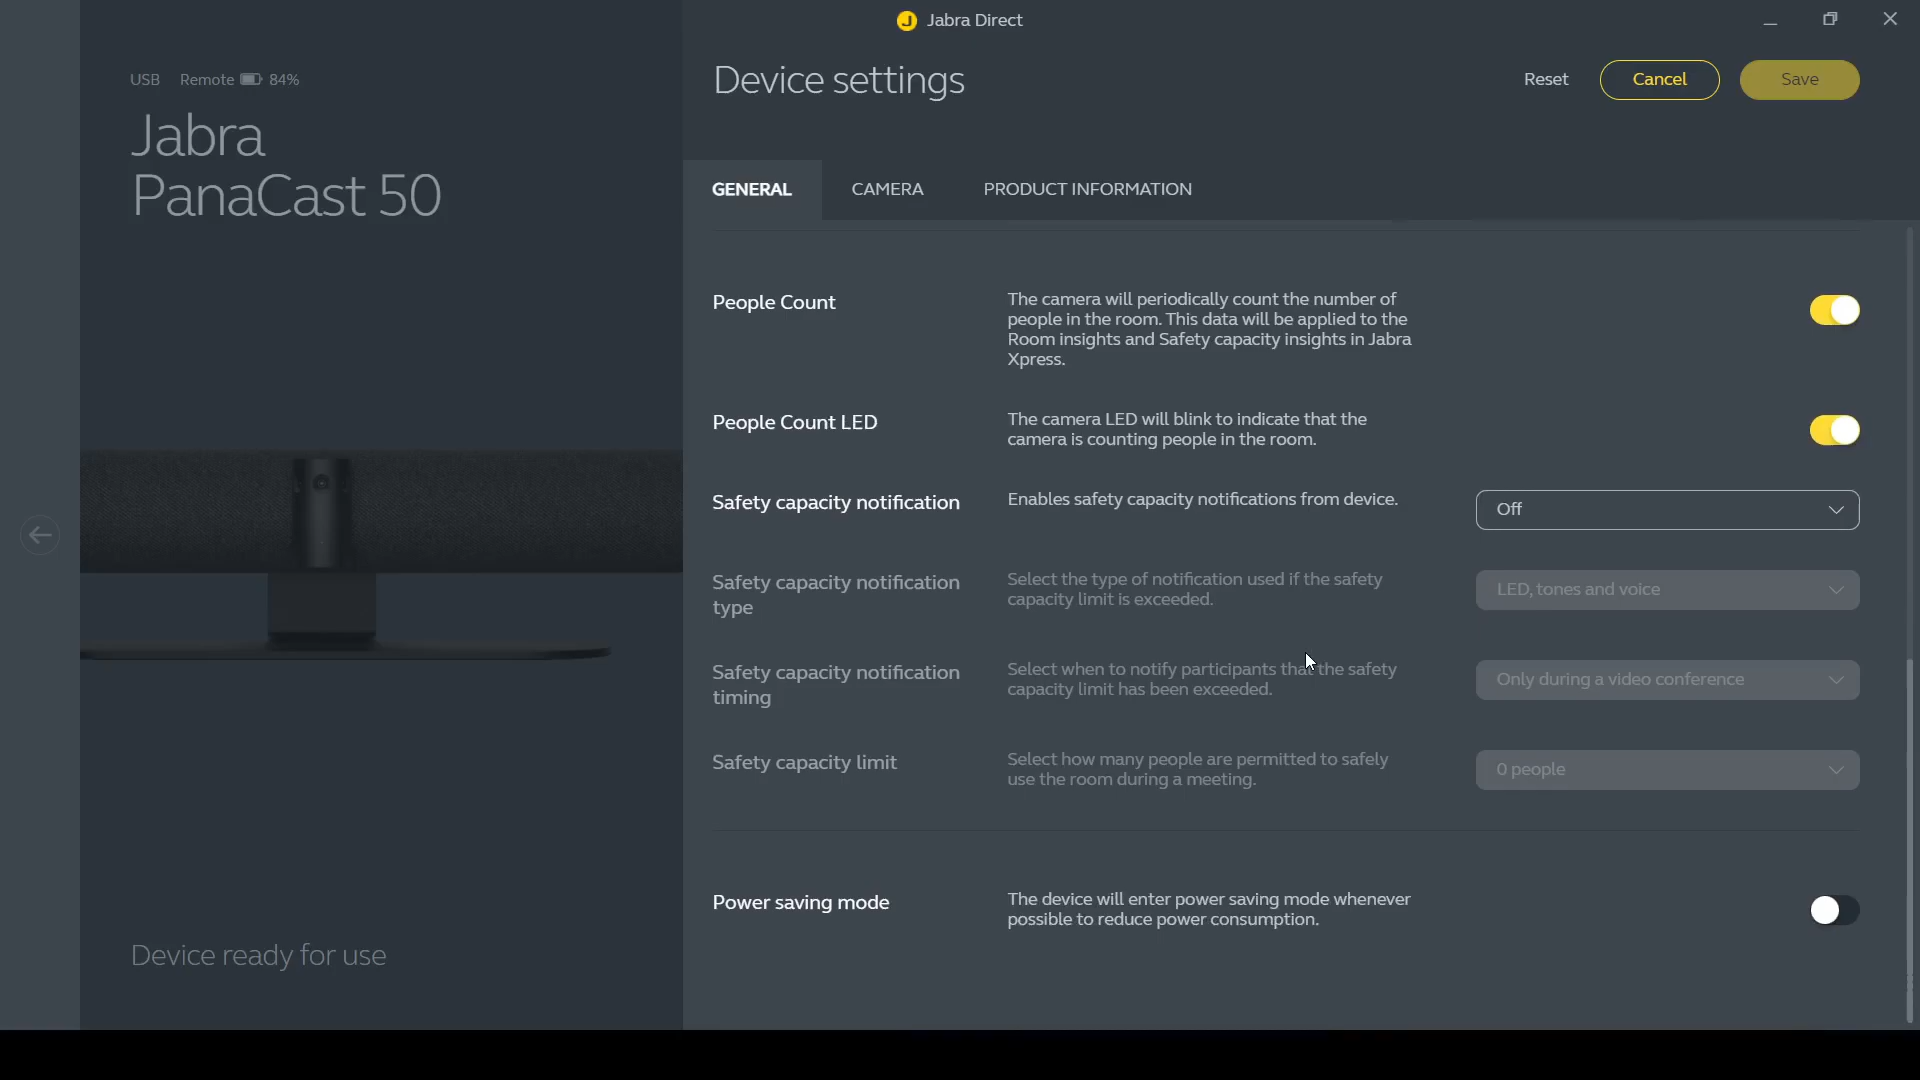 Jabra Direct
USB Remote 84%
Jabra
PanaCast 50
Device ready for use
Device settings
Reset
Cancel
Save
GENERAL
CAMERA
PRODUCT INFORMATION
People Count
The camera will periodically count the number of
people in the room. This data will be applied to the
Room insights and Safety capacity insights in Jabra
Xpress.
People Count LED
The camera LED will blink to indicate that the
camera is counting people in the room.
Safety capacity notification
Enables safety capacity notifications from device.
Off
Safety capacity notification
type
Select the type of notification used if the safety
capacity limit is exceeded.
LED, tones and voice
Safety capacity notification
timing
Select when to notify participants that the safety
capacity limit has been exceeded.
Only during a video conference
Safety capacity limit
Select how many people are permitted to safely
use the room during a meeting.
0 people
Power saving mode
The device will enter power saving mode whenever
possible to reduce power consumption.